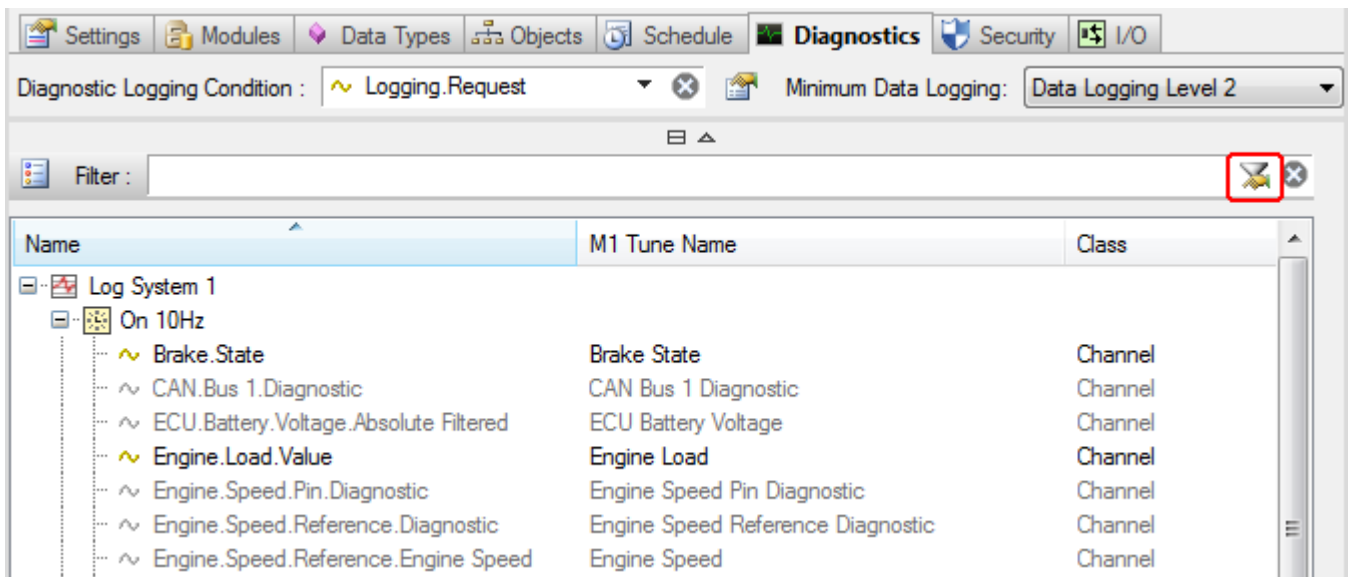 Settings Modules Data Types Objects Schedule Diagnostics Security I/O
Diagnostic Logging Condition : Logging.Request Minimum Data Logging: Data Logging Level 2
Filter :
Name M1 Tune Name Class
Log System 1
On 10Hz
Brake.State Brake State Channel
CAN.Bus 1.Diagnostic CAN Bus 1 Diagnostic Channel
ECU.Battery.Voltage.Absolute Filtered ECU Battery Voltage Channel
Engine.Load.Value Engine Load Channel
Engine.Speed.Pin.Diagnostic Engine Speed Pin Diagnostic Channel
Engine.Speed.Reference.Diagnostic Engine Speed Reference Diagnostic Channel
Engine.Speed.Reference.Engine Speed Engine Speed Channel